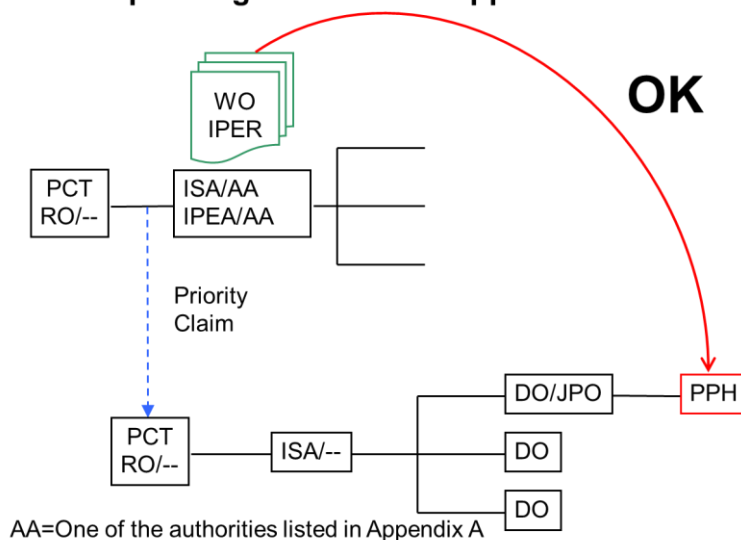 OK
WO
IPER
PCT
RO/--
ISA/AA
IPEA/AA
Priority
Claim
DO/JPO
PPH
PCT
RO/--
ISA/--
DO
DO
AA=One of the authorities listed in Appendix A